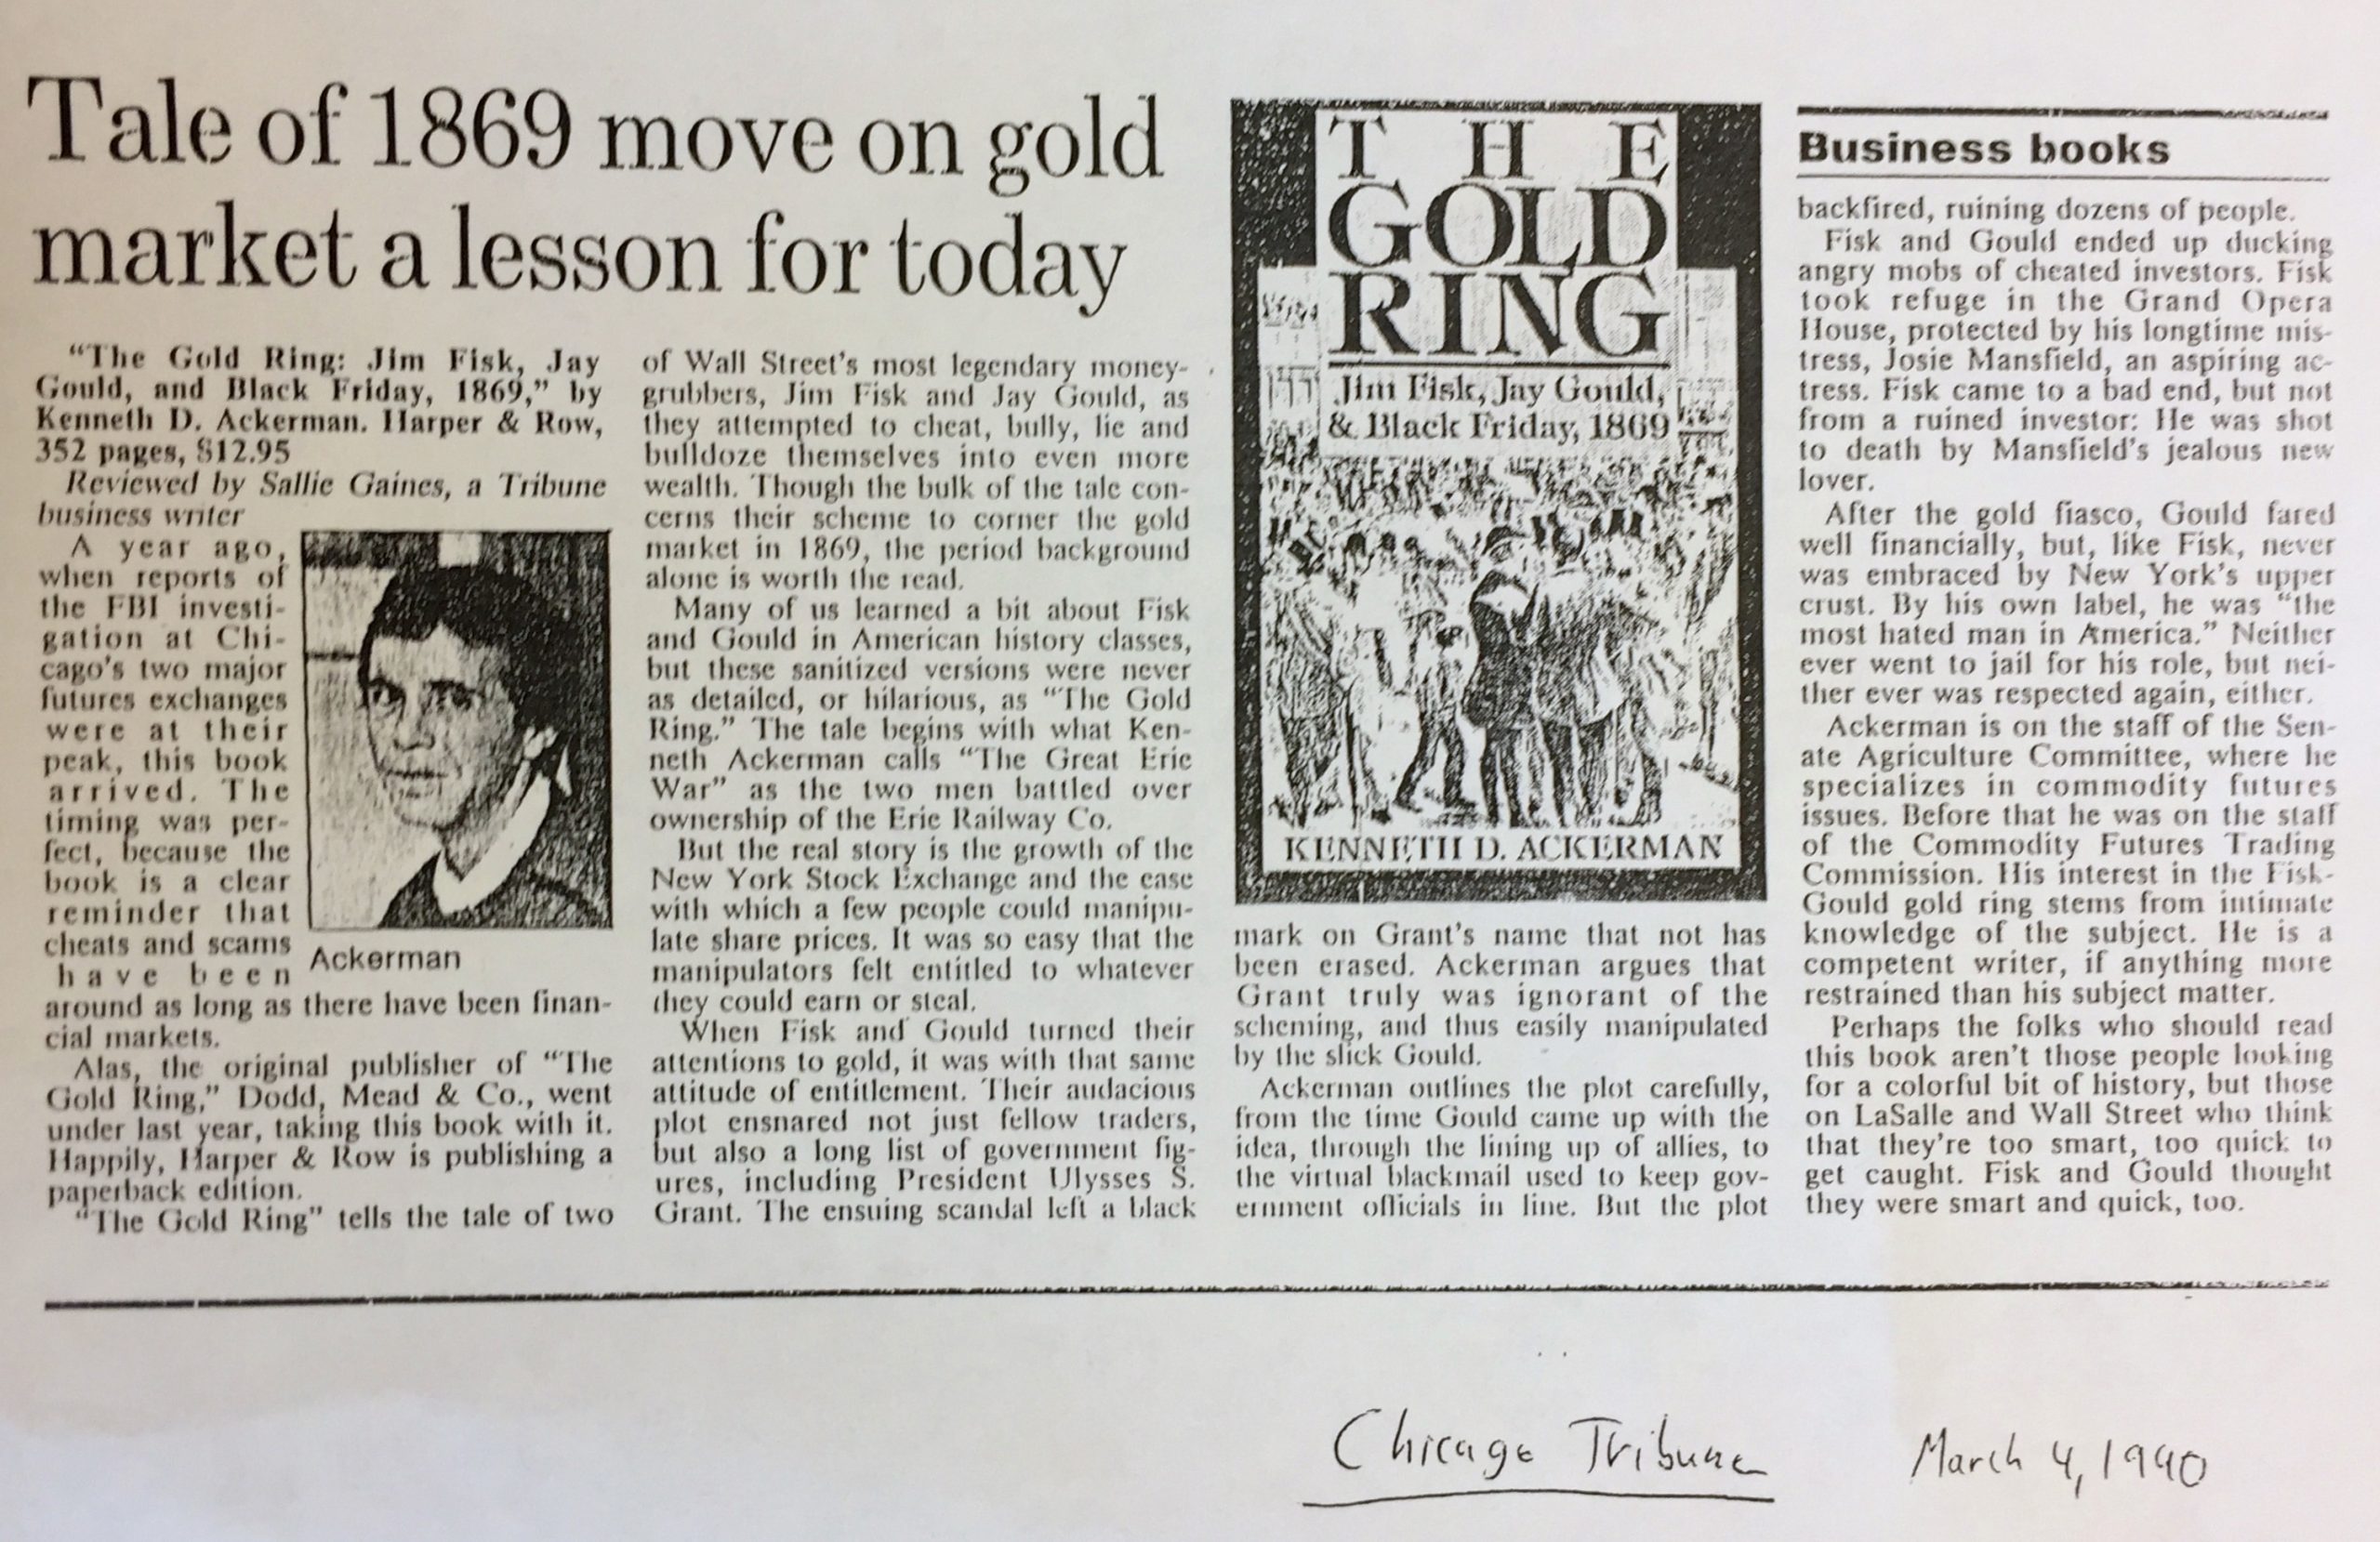 Tale of 1869 move on gold
market a lesson for today
"The Gold Ring: Jim Fisk, Jay
Gould, and Black Friday, 1869," by
Kenneth D. Ackerman. Harper & Row,
352 pages, $12.95
Reviewed by Sallie Gaines, a Tribune
business writer
A year ago,
when reports of
the FBI investi-
gation at Chi-
cago's two major
futures exchanges
were at their
peak, this book
arrived. The
timing was per-
fect, because the
book is a clear
reminder that
cheats and scams
have been
around as long as there have been finan-
cial markets.
Alas, the original publisher of "The
Gold Ring," Dodd, Mead & Co., went
under last year, taking this book with it.
Happily, Harper & Row is publishing a
paperback edition.
"The Gold Ring" tells the tale of two
Ackerman
of Wall Street's most legendary money-
grubbers, Jim Fisk and Jay Gould, as
they attempted to cheat, bully, lie and
bulldoze themselves into even more
wealth. Though the bulk of the tale con-
cerns their scheme to corner the gold
market in 1869, the period background
alone is worth the read.
Many of us learned a bit about Fisk
and Gould in American history classes,
but these sanitized versions were never
as detailed, or hilarious, as "The Gold
Ring." The tale begins with what Ken-
neth Ackerman calls "The Great Erie
War" as the two men battled over
ownership of the Erie Railway Co.
But the real story is the growth of the
New York Stock Exchange and the ease
with which a few people could manipu-
late share prices. It was so easy that the
manipulators felt entitled to whatever
they could earn or steal.
When Fisk and Gould turned their
attentions to gold, it was with that same
attitude of entitlement. Their audacious
plot ensnared not just fellow traders,
but also a long list of government fig-
ures, including President Ulysses S.
Grant. The ensuing scandal left a black
THE
GOLD
RING
Jim Fisk, Jay Gould,
& Black Friday, 1869
KENNETH D. ACKERMAN
mark on Grant's name that not has
been erased. Ackerman argues that
Grant truly was ignorant of the
scheming, and thus easily manipulated
by the slick Gould.
Ackerman outlines the plot carefully,
from the time Gould came up with the
idea, through the lining up of allies, to
the virtual blackmail used to keep gov-
ernment officials in line. But the plot
Business books
backfired, ruining dozens of people.
Fisk and Gould ended up ducking
angry mobs of cheated investors. Fisk
took refuge in the Grand Opera
House, protected by his longtime mis-
tress, Josie Mansfield, an aspiring ac-
tress. Fisk came to a bad end, but not
from a ruined investor: He was shot
to death by Mansfield's jealous new
lover.
After the gold fiasco, Gould fared
well financially, but, like Fisk, never
was embraced by New York's upper
crust. By his own label, he was "the
most hated man in America." Neither
ever went to jail for his role, but nei-
ther ever was respected again, either.
Ackerman is on the staff of the Sen-
ate Agriculture Committee, where he
specializes in commodity futures
issues. Before that he was on the staff
of the Commodity Futures Trading
Commission. His interest in the Fisk-
Gould gold ring stems from intimate
knowledge of the subject. He is a
competent writer, if anything more
restrained than his subject matter.
Perhaps the folks who should read
this book aren't those people looking
for a colorful bit of history, but those
on LaSalle and Wall Street who think
that they're too smart, too quick to
get caught. Fisk and Gould thought
they were smart and quick, too.
Chicago Tribune
March 4, 1990